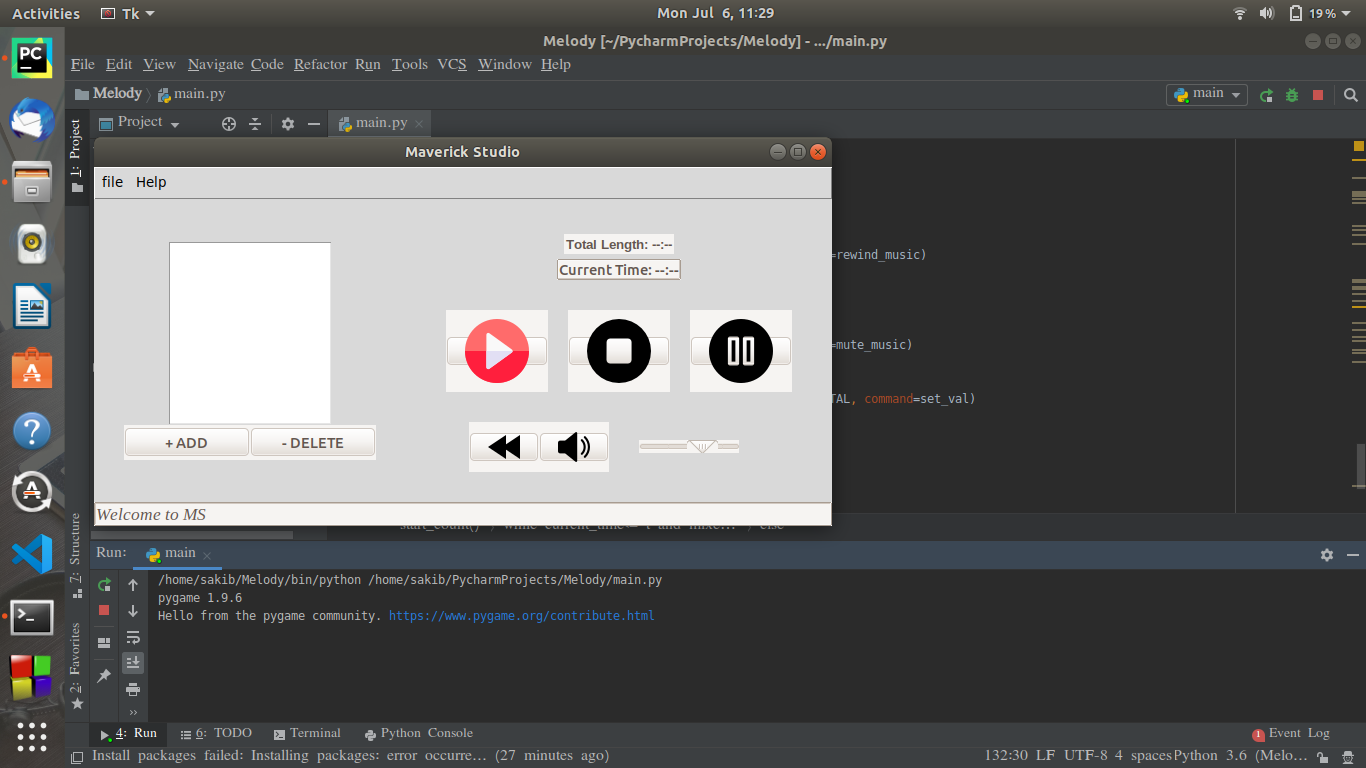 Activities Tk Mon Jul 6, 11:29 19%
Melody [~/PycharmProjects/Melody] - .../main.py
File Edit View Navigate Code Refactor Run Tools VCS Window Help
Melody main.py main
1: Project
Project main.py
Maverick Studio
file Help
Total Length: --:--
Current Time: --:--
=rewind_music)
=mute_music)
TAL, command=set_val)
+ ADD - DELETE
Welcome to MS
7: Structure
2: Favorites
Run: main
/home/sakib/Melody/bin/python /home/sakib/PycharmProjects/Melody/main.py
pygame 1.9.6
Hello from the pygame community. https://www.pygame.org/contribute.html
4: Run 6: TODO Terminal Python Console 1 Event Log
Install packages failed: Installing packages: error occurre... (27 minutes ago) 132:30 LF UTF-8 4 spaces Python 3.6 (Melo...